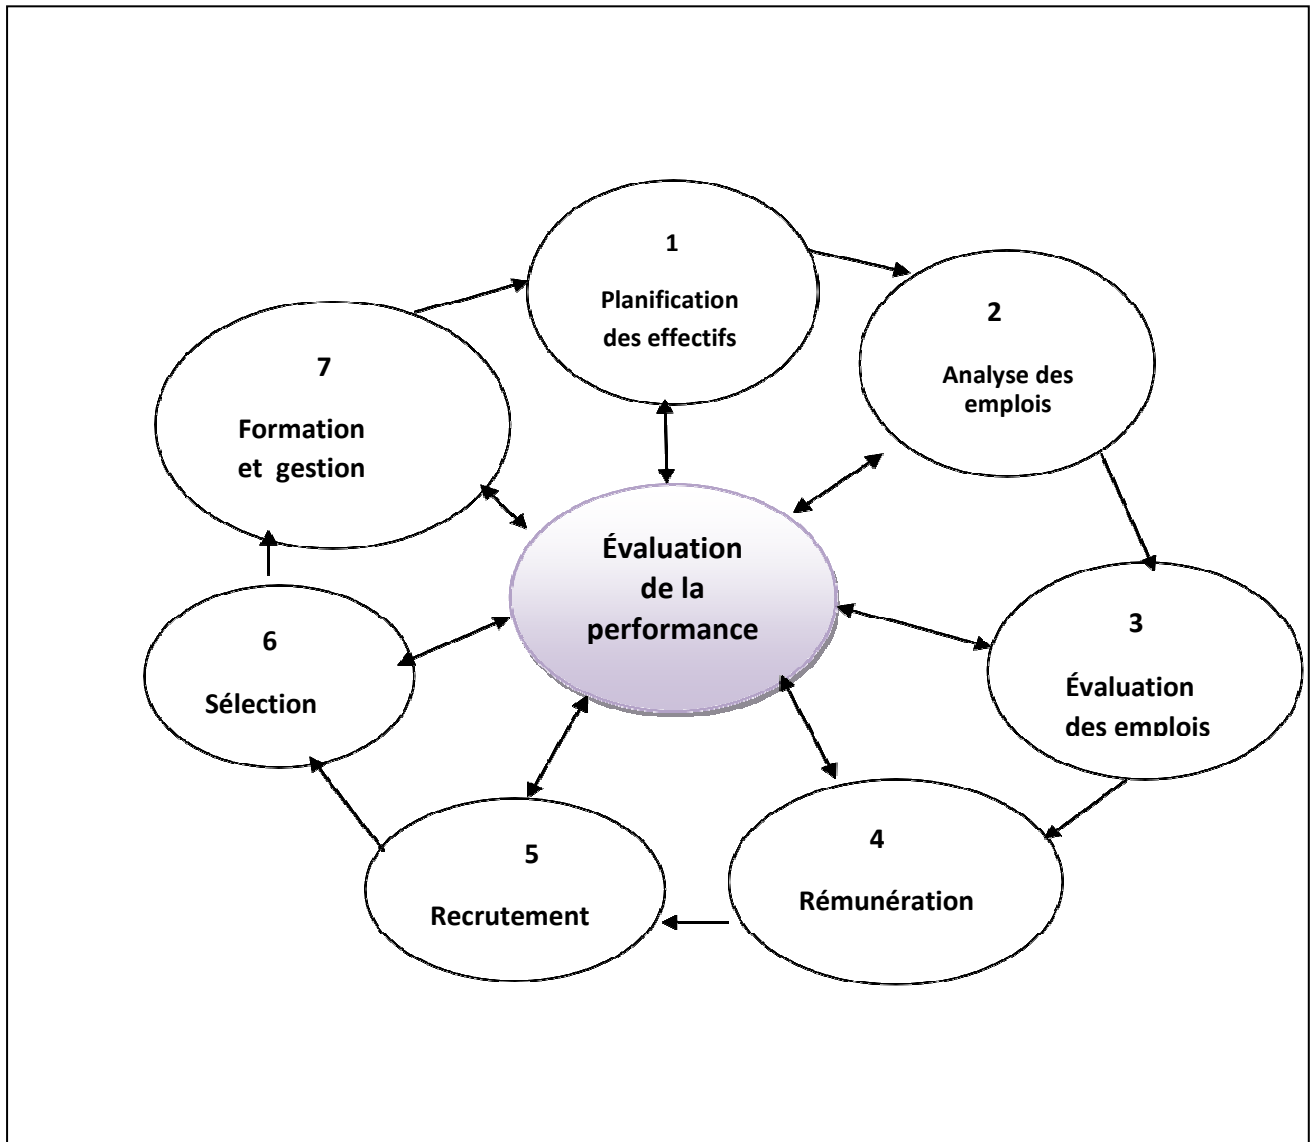 1
Planification
des effectifs
2
Analyse des
emplois
3
Évaluation
des emplois
4
Rémunération
5
Recrutement
6
Sélection
7
Formation
et gestion
Évaluation
de la
performance